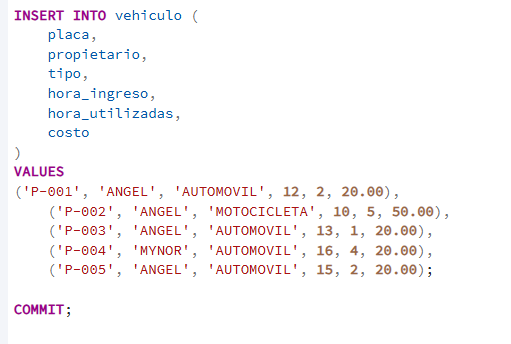 INSERT INTO vehiculo (
    placa,
    propietario,
    tipo,
    hora_ingreso,
    hora_utilizadas,
    costo
)
VALUES
('P-001', 'ANGEL', 'AUTOMOVIL', 12, 2, 20.00),
    ('P-002', 'ANGEL', 'MOTOCICLETA', 10, 5, 50.00),
    ('P-003', 'ANGEL', 'AUTOMOVIL', 13, 1, 20.00),
    ('P-004', 'MYNOR', 'AUTOMOVIL', 16, 4, 20.00),
    ('P-005', 'ANGEL', 'AUTOMOVIL', 15, 2, 20.00);
COMMIT;